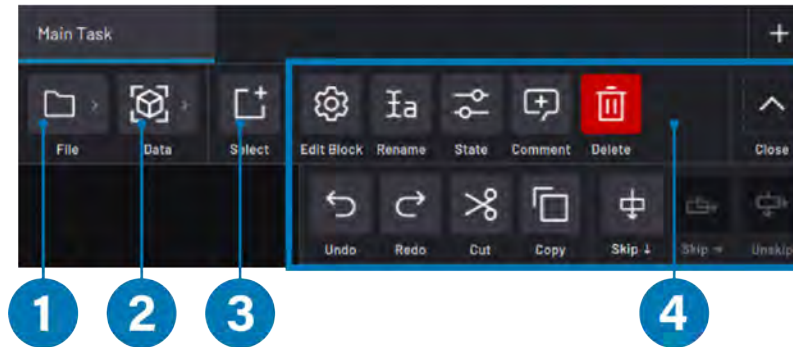 Main Task
File Data Select Edit Block Rename State Comment Delete Close
Undo Redo Cut Copy Skip ↓ Skip → Unskip
1 2 3 4